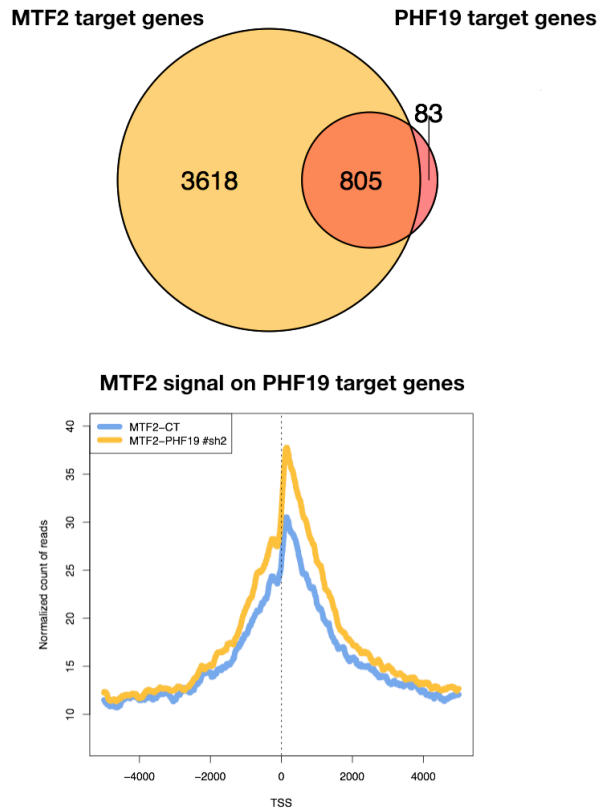 MTF2 target genes
PHF19 target genes
83
3618
805
MTF2 signal on PHF19 target genes
MTF2−CT
MTF2−PHF19 #sh2
Normalized count of reads
40
35
30
25
20
15
10
−4000 −2000 0 2000 4000
TSS